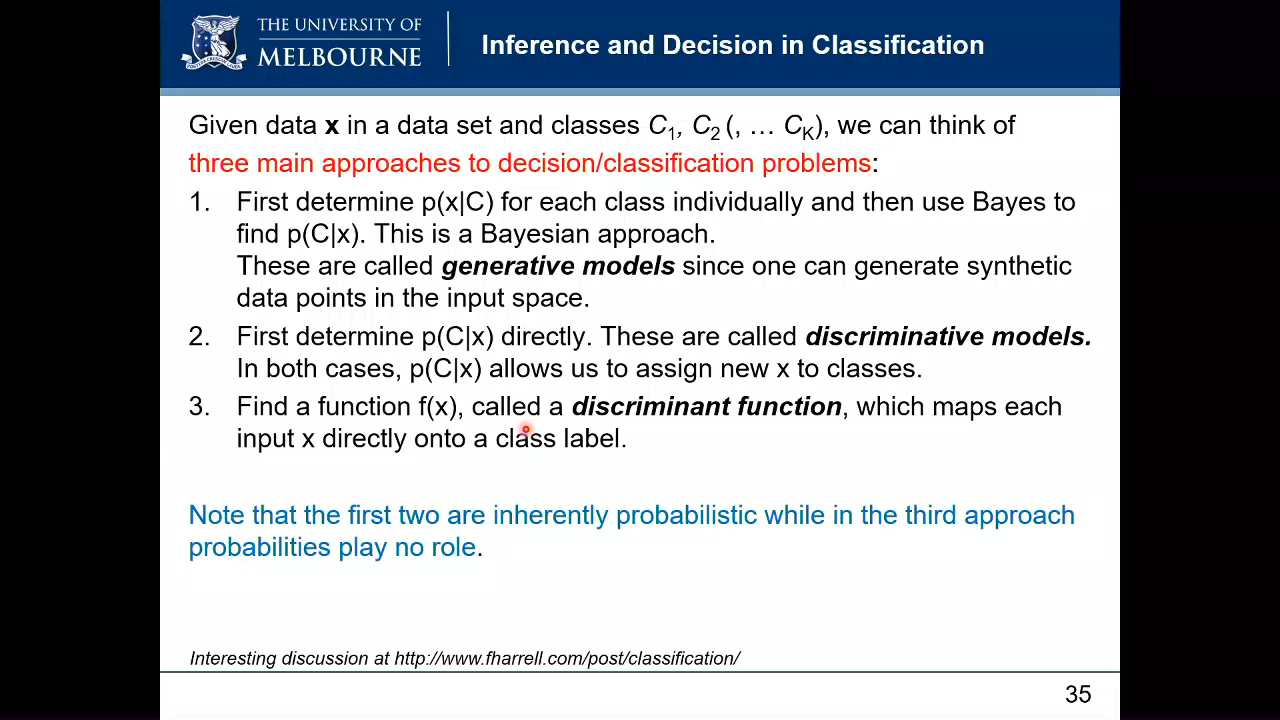 THE UNIVERSITY OF
MELBOURNE
Inference and Decision in Classification
Given data x in a data set and classes C1, C2 (, … CK), we can think of
three main approaches to decision/classification problems:
1. First determine p(x|C) for each class individually and then use Bayes to
find p(C|x). This is a Bayesian approach.
These are called generative models since one can generate synthetic
data points in the input space.
2. First determine p(C|x) directly. These are called discriminative models.
In both cases, p(C|x) allows us to assign new x to classes.
3. Find a function f(x), called a discriminant function, which maps each
input x directly onto a class label.
Note that the first two are inherently probabilistic while in the third approach
probabilities play no role.
Interesting discussion at http://www.fharrell.com/post/classification/
35